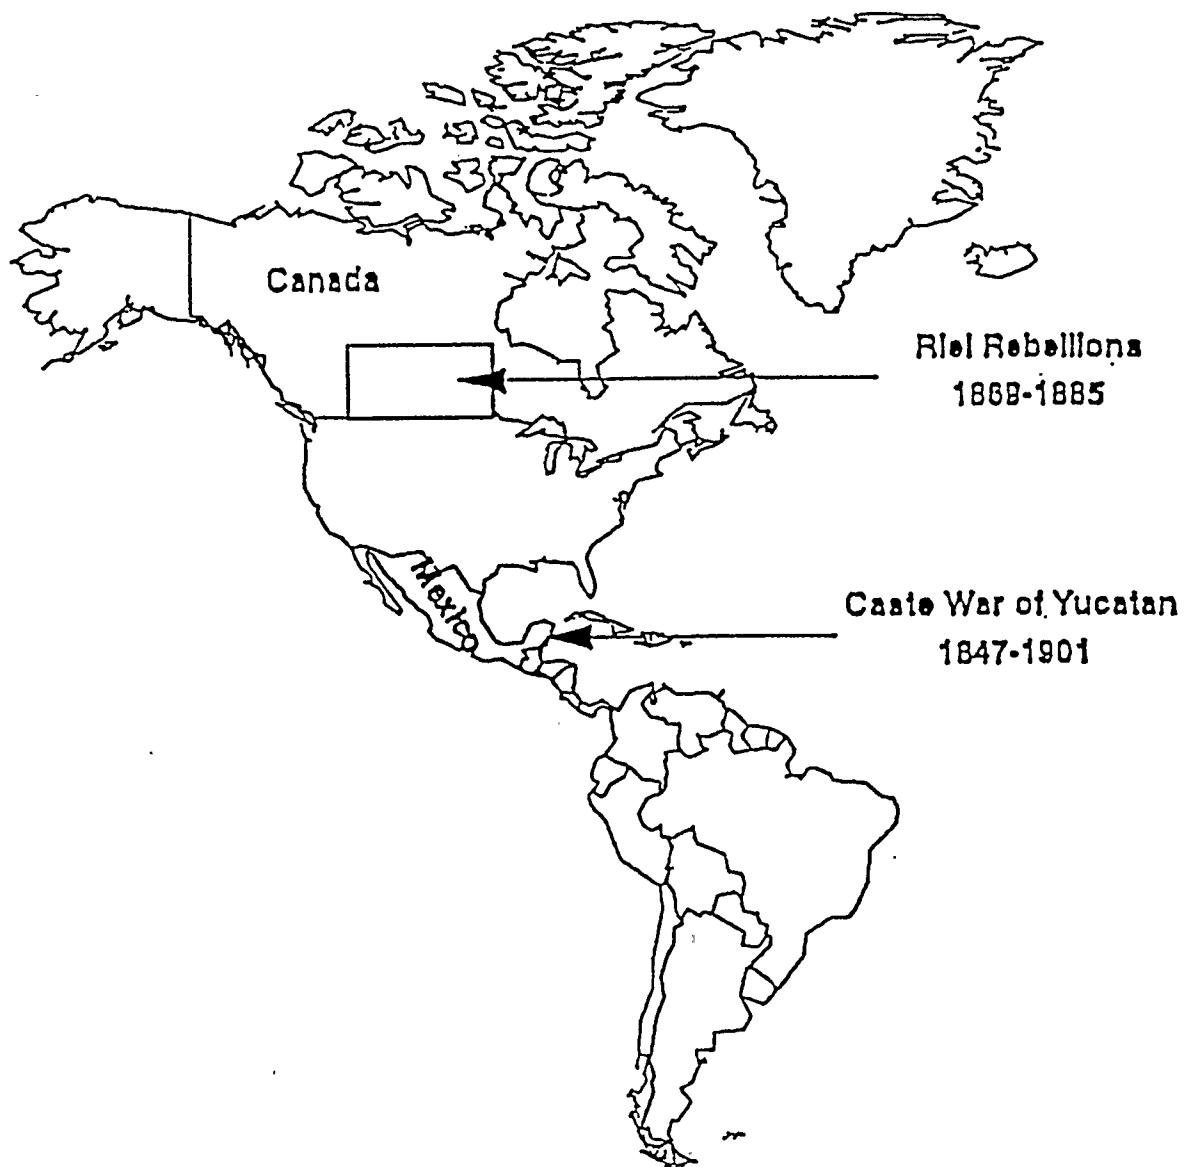 Canada
Riel Rebellions
1869-1885
Mexico
Caste War of Yucatan
1847-1901